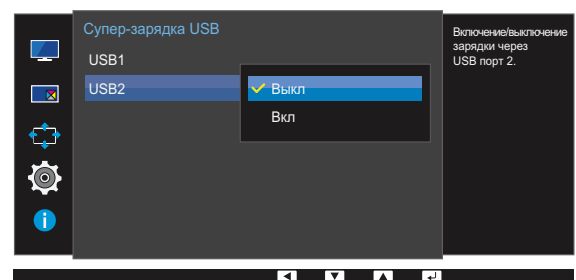 Супер-зарядка USB
USB1
USB2
Выкл
Вкл
Включение/выключение
зарядки через
USB порт 2.